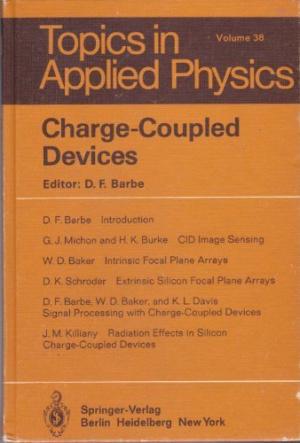 Topics in
Volume 38
Applied Physics
Charge-Coupled
Devices
Editor: D. F. Barbe
D. F. Barbe Introduction
G. J. Michon and H. K. Burke CID Image Sensing
W. D. Baker Intrinsic Focal Plane Arrays
D. K. Schroder Extrinsic Silicon Focal Plane Arrays
D. F. Barbe, W. D. Baker, and K. L. Davis
Signal Processing with Charge-Coupled Devices
J. M. Killiany Radiation Effects in Silicon
Charge-Coupled Devices
Springer-Verlag
Berlin Heidelberg New York